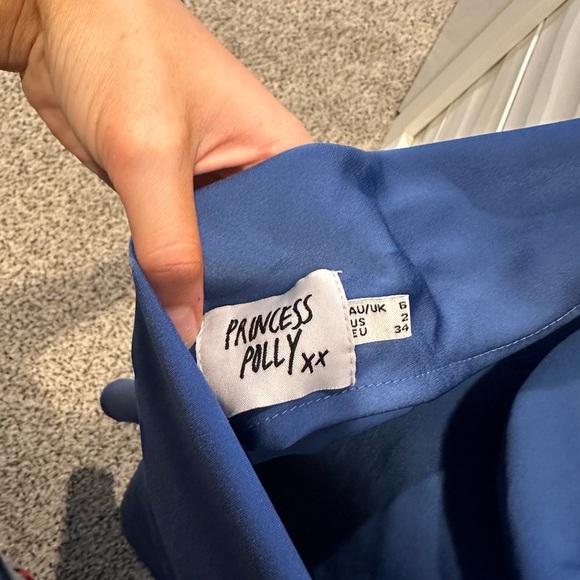 PRINCESS
POLLY xx
AU/UK 6
US 2
EU 34